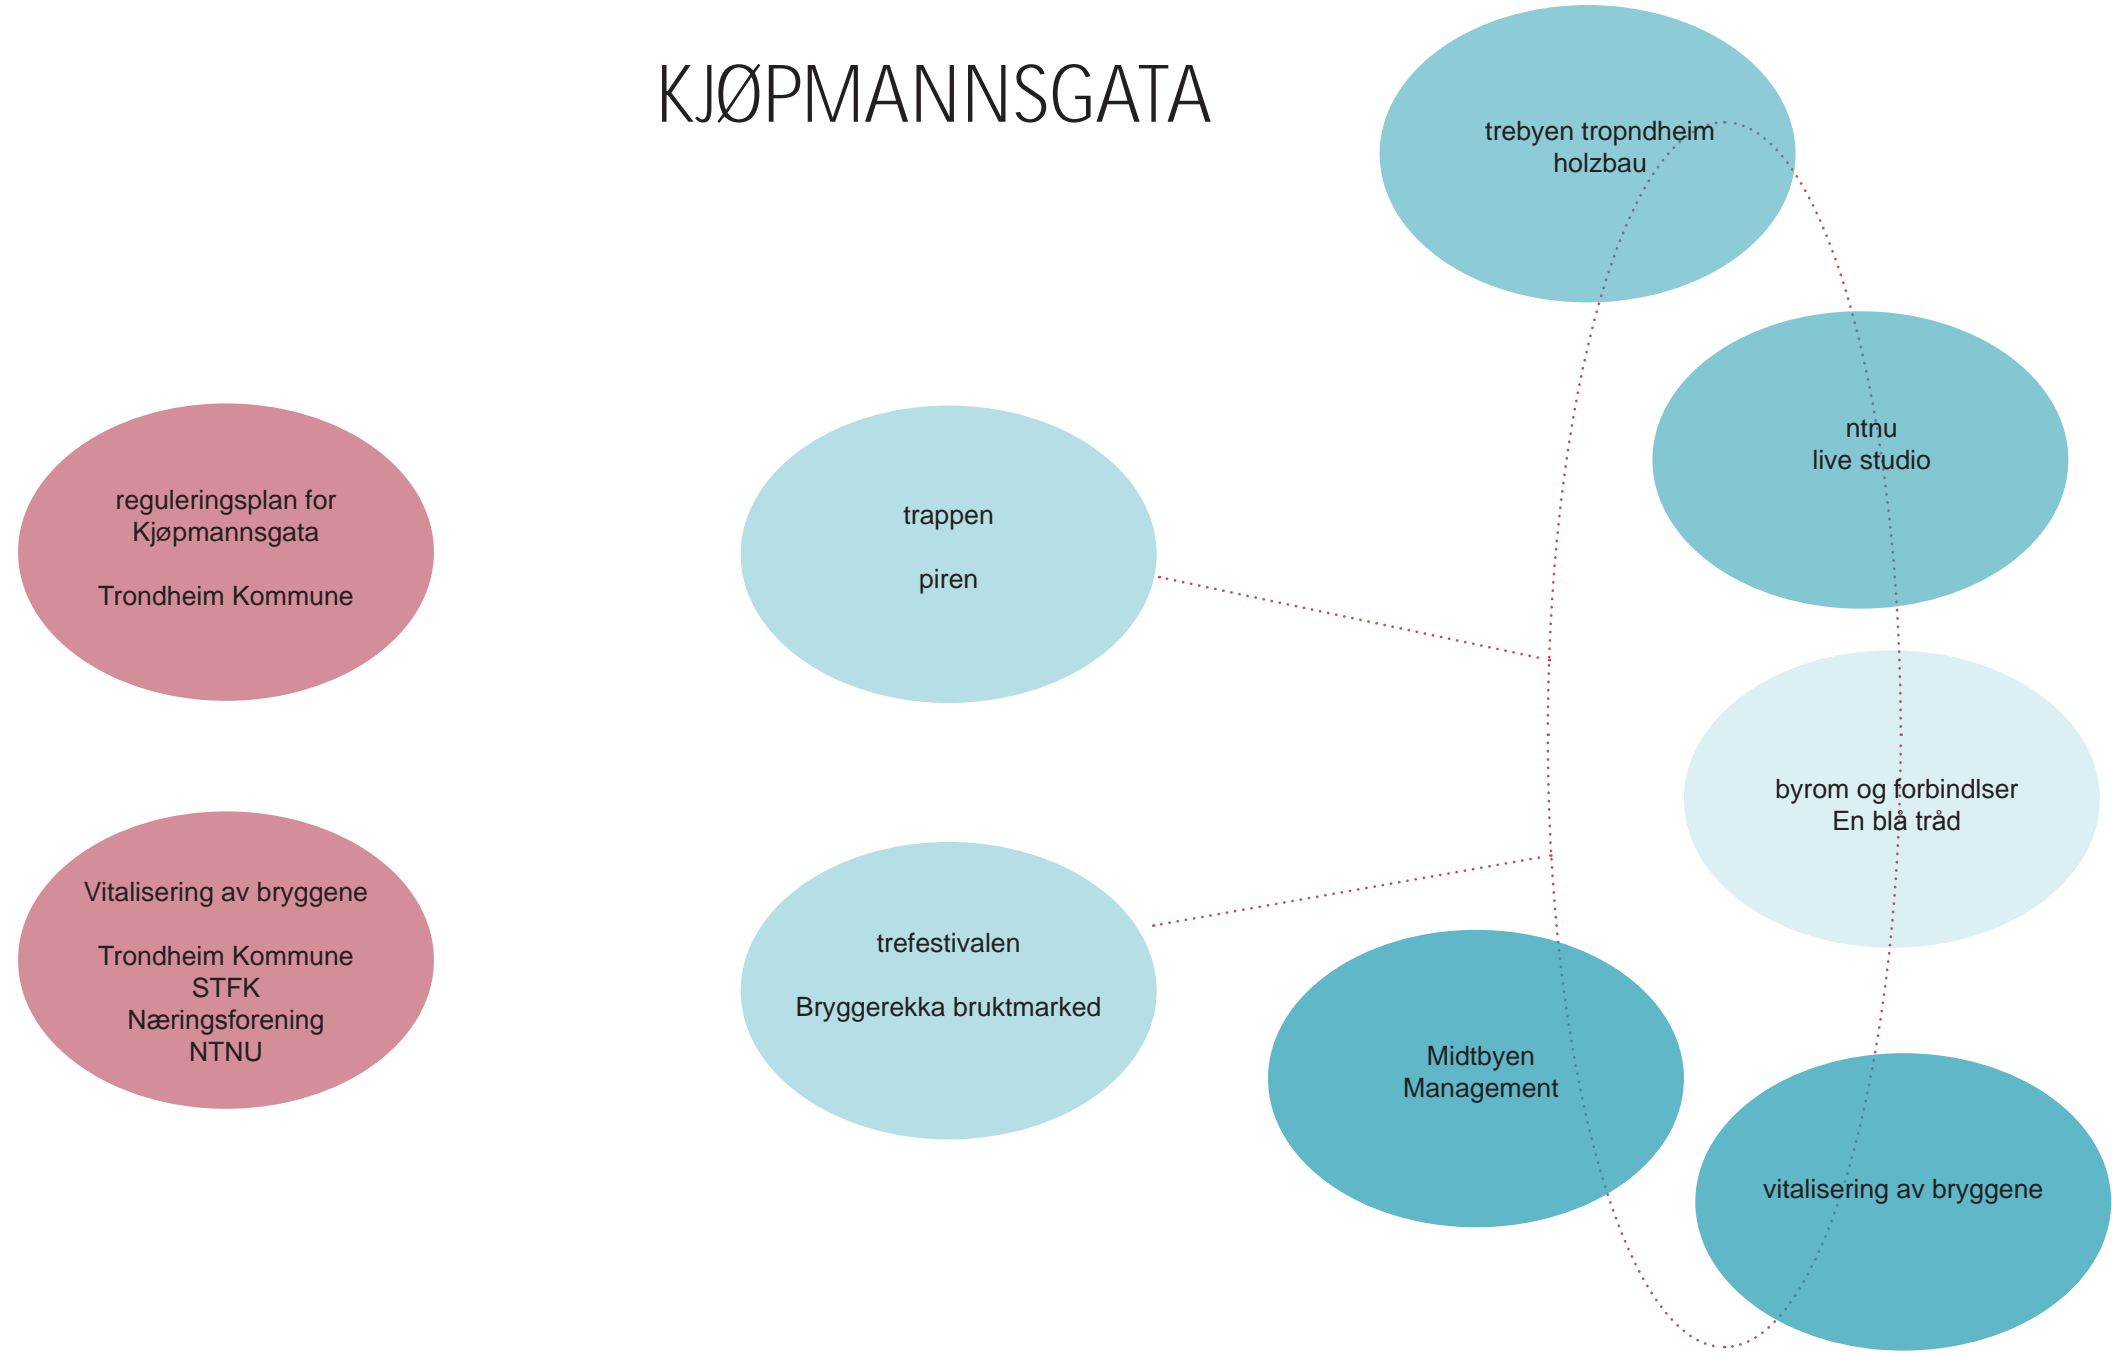 KJØPMANNSGATA
trebyen tropndheim
holzbau
ntnu
live studio
reguleringsplan for
Kjøpmannsgata
Trondheim Kommune
trappen
piren
byrom og forbindlser
En blå tråd
Vitalisering av bryggene
Trondheim Kommune
STFK
Næringsforening
NTNU
trefestivalen
Bryggerekka bruktmarked
Midtbyen
Management
vitalisering av bryggene